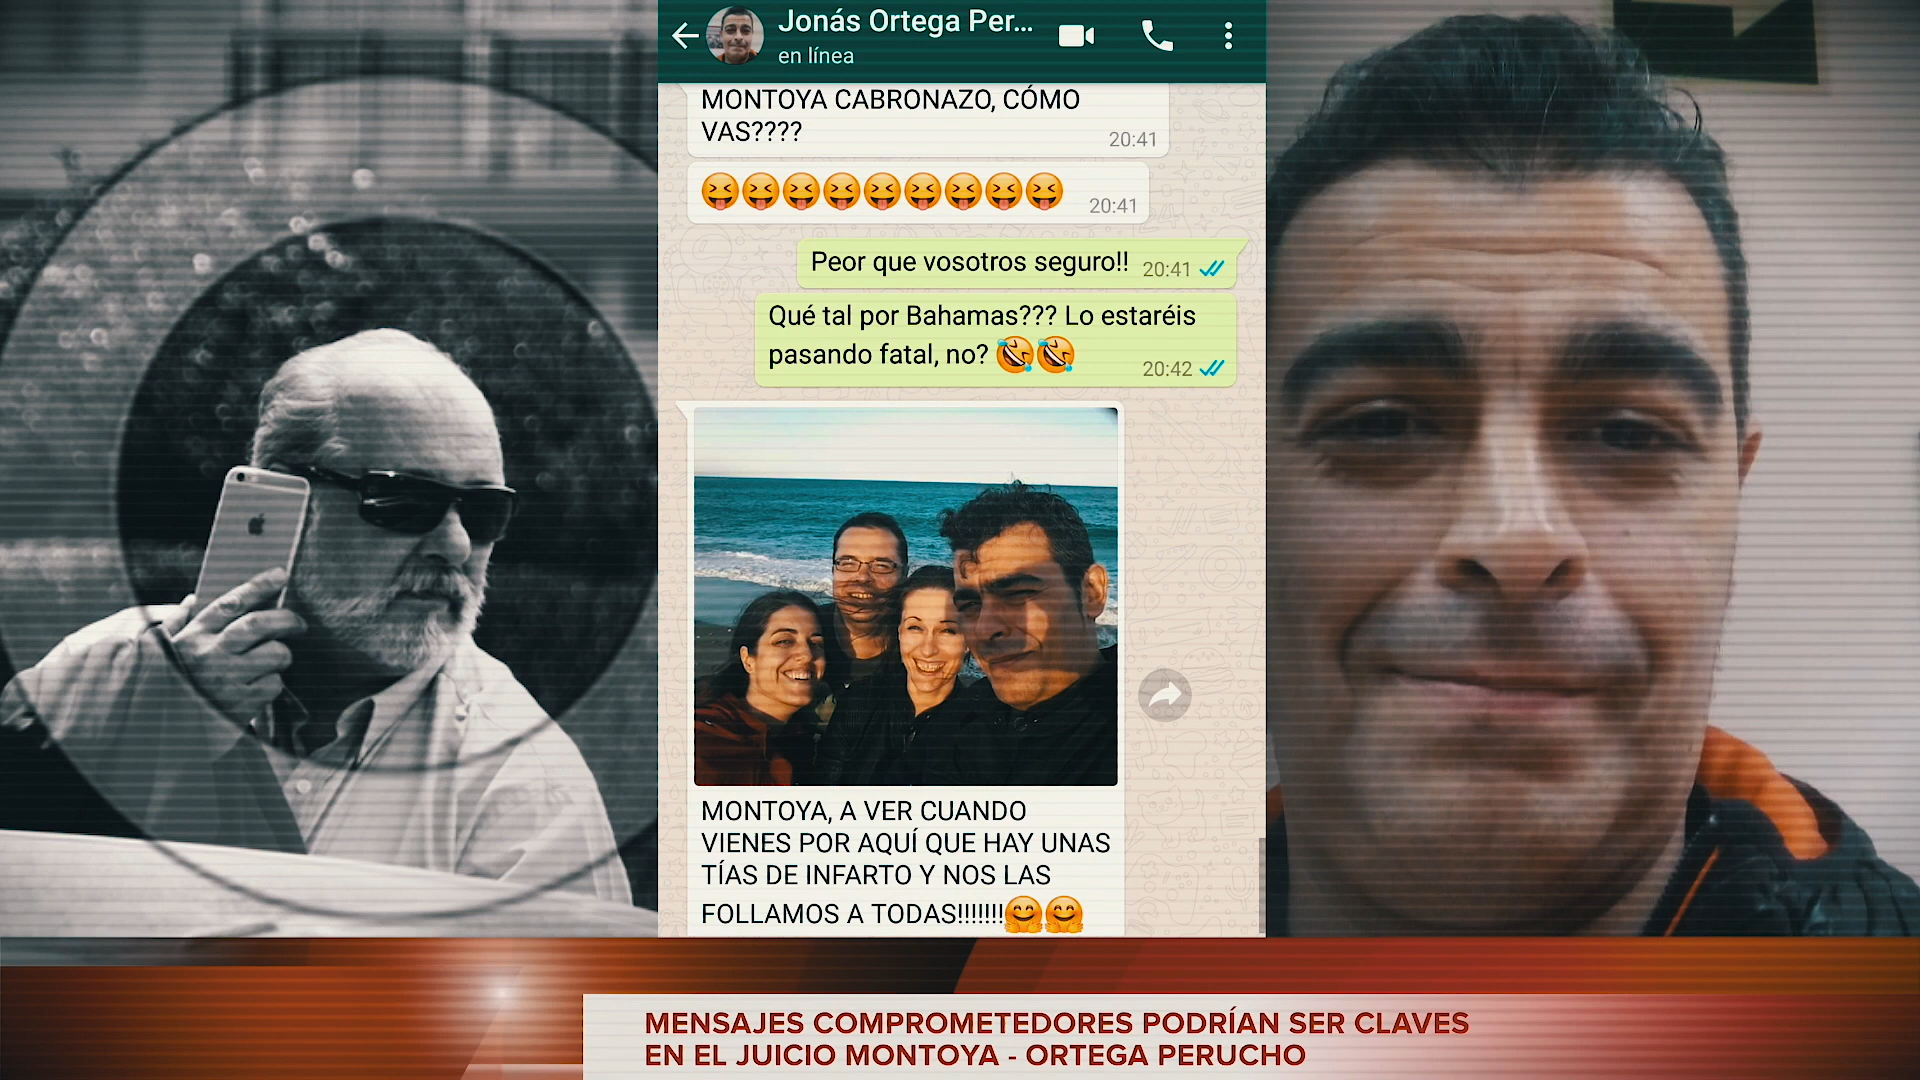 Jonás Ortega Per...
en línea
MONTOYA CABRONAZO, CÓMO
VAS????
20:41
😝😝😝😝😝😝😝😝😝
20:41
Peor que vosotros seguro!! 20:41
Qué tal por Bahamas??? Lo estaréis
pasando fatal, no? 🤣🤣
20:42
MONTOYA, A VER CUANDO
VIENES POR AQUÍ QUE HAY UNAS
TÍAS DE INFARTO Y NOS LAS
FOLLAMOS A TODAS!!!!!!!🤗🤗
MENSAJES COMPROMETEDORES PODRÍAN SER CLAVES
EN EL JUICIO MONTOYA - ORTEGA PERUCHO